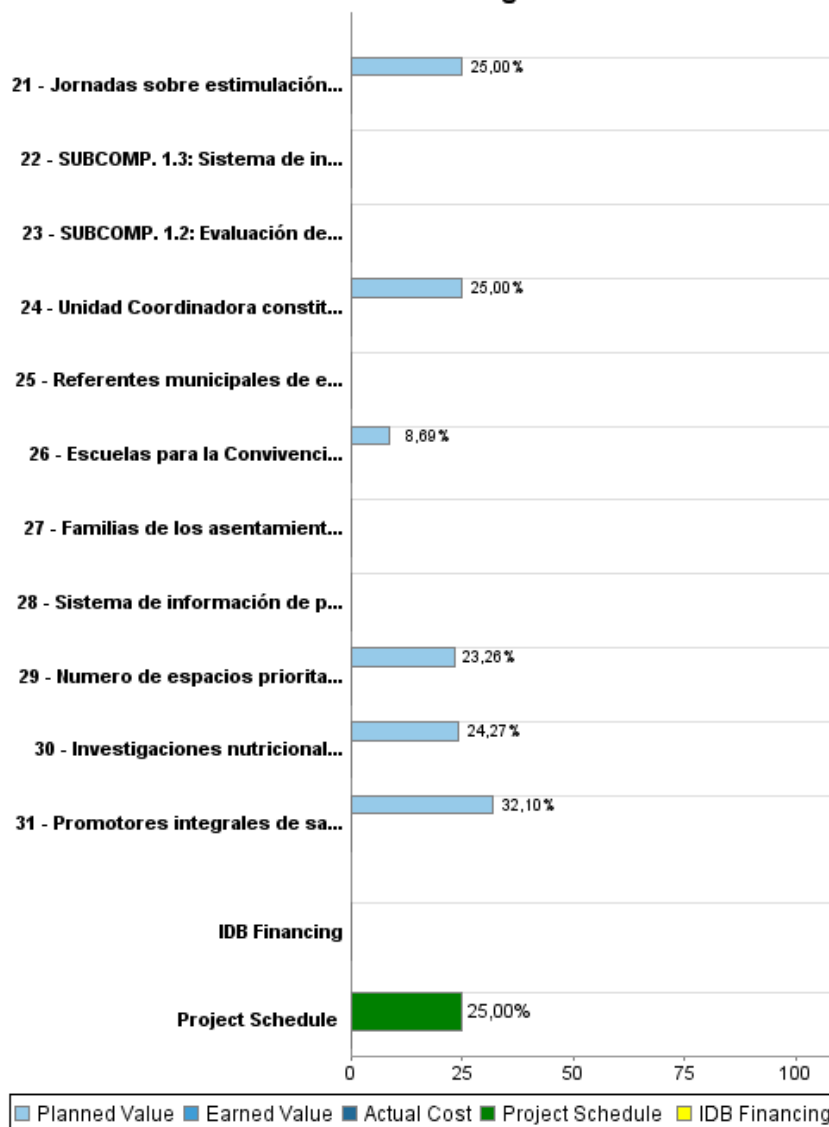 21 - Jornadas sobre estimulación... 25,00%
22 - SUBCOMP. 1.3: Sistema de in...
23 - SUBCOMP. 1.2: Evaluación de...
24 - Unidad Coordinadora constit... 25,00%
25 - Referentes municipales de e...
26 - Escuelas para la Convivenci... 8,69%
27 - Familias de los asentamient...
28 - Sistema de información de p...
29 - Numero de espacios priorita... 23,26%
30 - Investigaciones nutricional... 24,27%
31 - Promotores integrales de sa... 32,10%
IDB Financing
Project Schedule 25,00%
0 25 50 75 100
Planned Value Earned Value Actual Cost Project Schedule IDB Financing